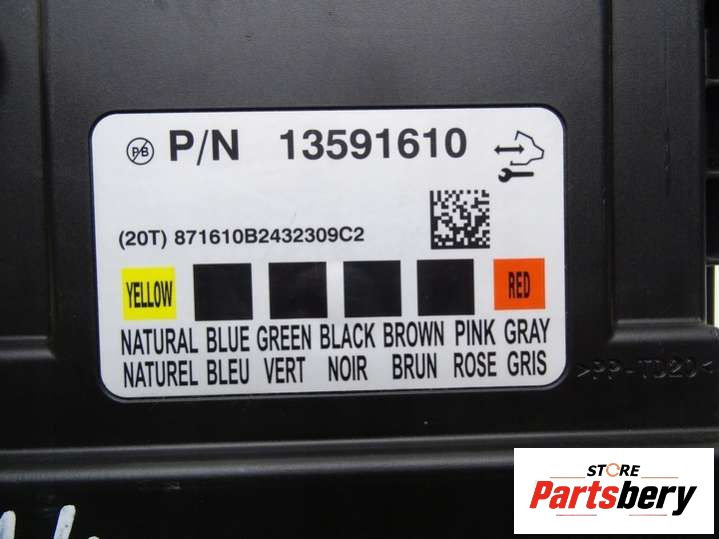 PB P/N 13591610
(20T) 871610B2432309C2
YELLOW RED
NATURAL BLUE GREEN BLACK BROWN PINK GRAY
NATUREL BLEU VERT NOIR BRUN ROSE GRIS
>PP-TD20<
STORE
Partsbery